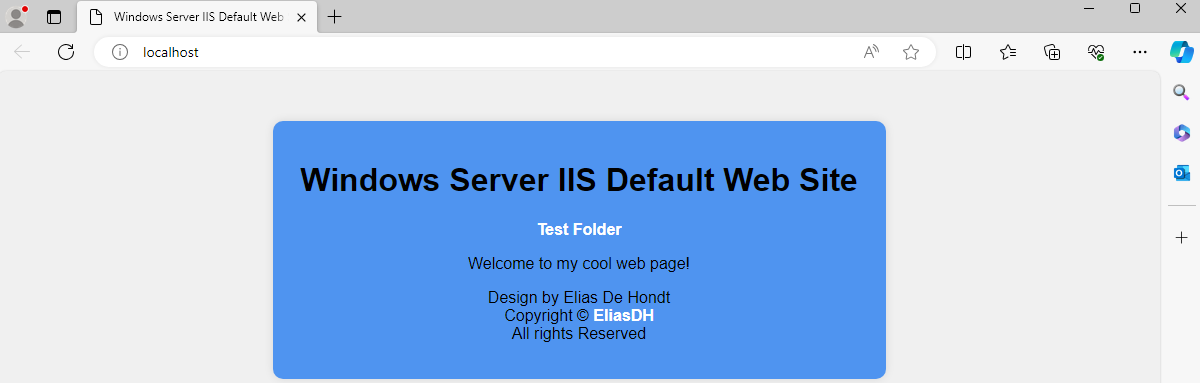 Windows Server IIS Default Web
localhost
Windows Server IIS Default Web Site
Test Folder
Welcome to my cool web page!
Design by Elias De Hondt
Copyright © EliasDH
All rights Reserved